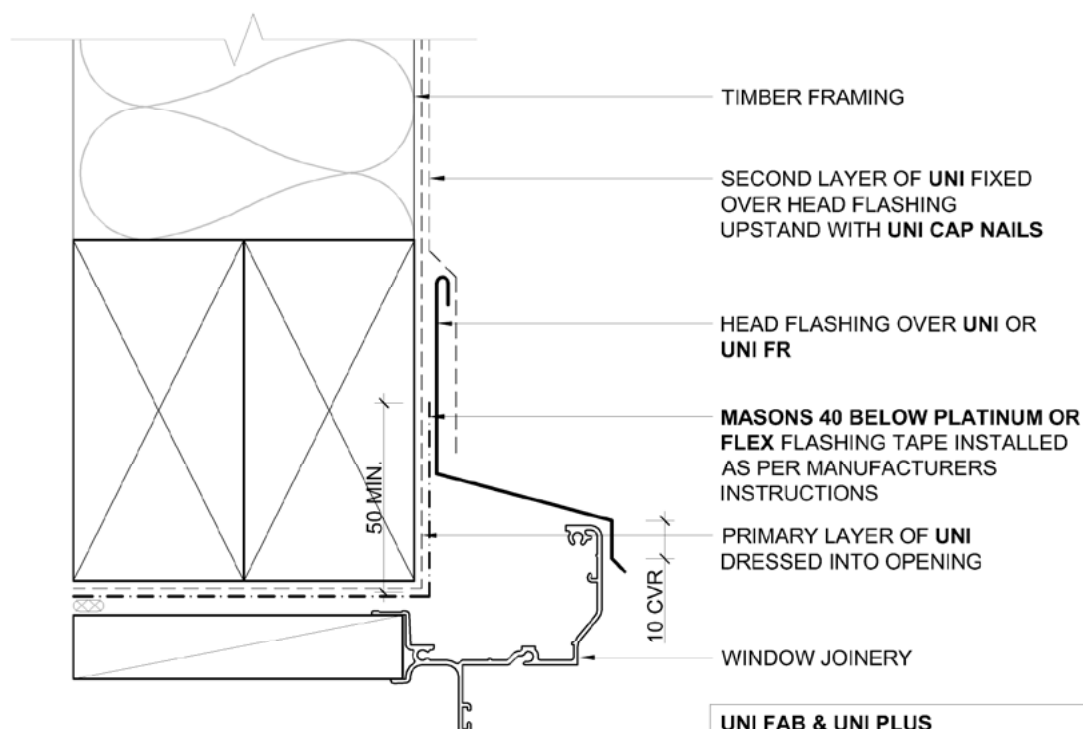 TIMBER FRAMING
SECOND LAYER OF UNI FIXED
OVER HEAD FLASHING
UPSTAND WITH UNI CAP NAILS
HEAD FLASHING OVER UNI OR
UNI FR
MASONS 40 BELOW PLATINUM OR
FLEX FLASHING TAPE INSTALLED
AS PER MANUFACTURERS
INSTRUCTIONS
50 MIN.
PRIMARY LAYER OF UNI
DRESSED INTO OPENING
10 CVR
WINDOW JOINERY
UNI FAB & UNI PLUS